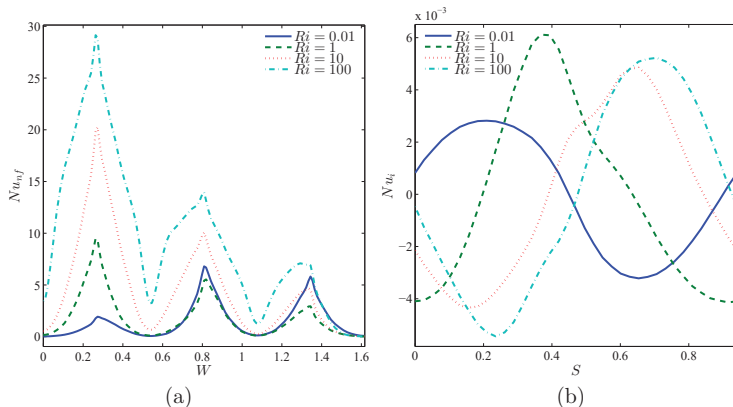 x 10⁻³
30
25
20
15
10
5
0
Nu_nf
Ri = 0.01
Ri = 1
Ri = 10
Ri = 100
0 0.2 0.4 0.6 0.8 1 1.2 1.4 1.6
W
(a)
6
4
2
0
−2
−4
Nu_i
Ri = 0.01
Ri = 1
Ri = 10
Ri = 100
0 0.2 0.4 0.6 0.8
S
(b)